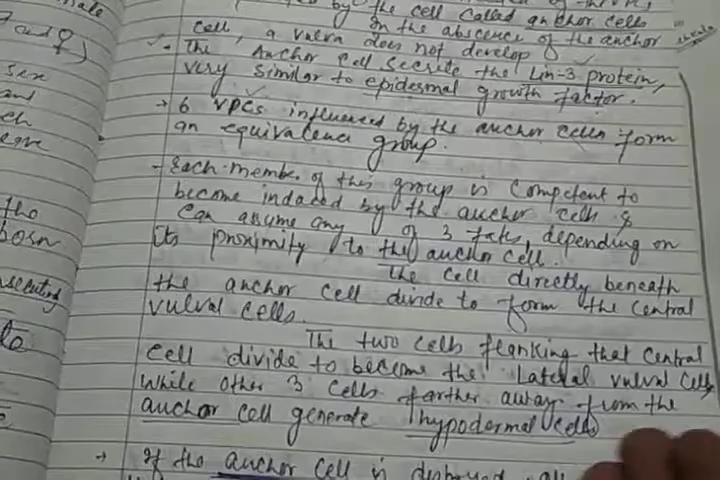 by the cell called anchor cells
In the abscence of the anchor
cell, a vulva does not develop
- The Anchor cell secrete the Lin-3 protein,
very similar to epidesmal growth factor.
→ 6 VPCs influenced by the anchor cells form
an equivalence group.
- Each member of this group is competent to
become induced by the anchor cell &
can assume any of 3 fates, depending on
its proximity to the anchor cell.
The cell directly beneath
the anchor cell divide to form the central
vulval cells.
The two cells flanking that central
cell divide to become the Lateral vulval cells
while other 3 cells farther away from the
anchor cell generate hypodermal cells
→ If the anchor cell is destroyed, all